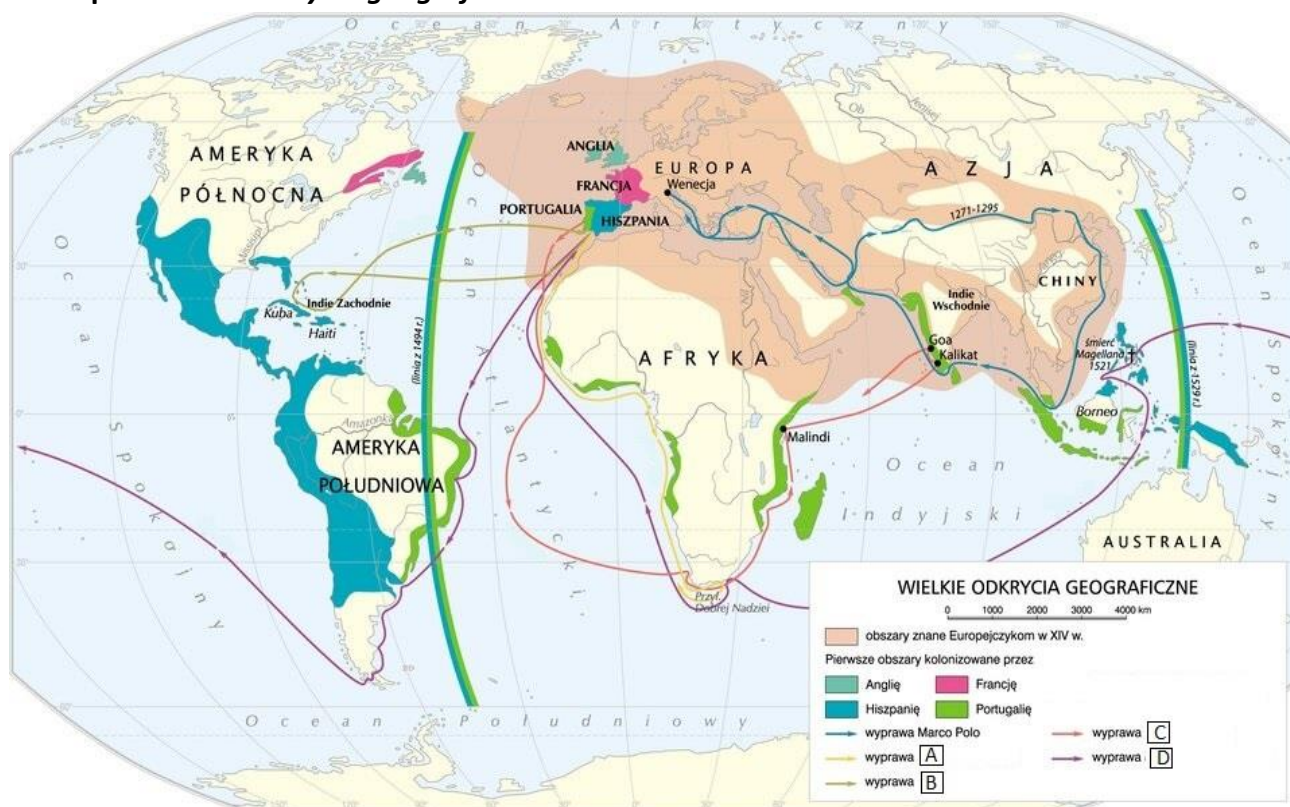 Ocean Arktyczny
Ob
Jenisej
AMERYKA
PÓŁNOCNA
ANGLIA
EUROPA
AZJA
FRANCJA
Wenecja
PORTUGALIA
HISZPANIA
1271-1295
Missisipi
Ocean
Spokojny
Ocean
Atlantycki
Ocean
Spokojny
CHINY
Indie Zachodnie
Kuba
Haiti
Indie
Wschodnie
Goa
Kalikat
śmierć
Magellana
1521
(linia z 1494 r.)
(linia z 1529 r.)
AFRYKA
Borneo
Malindi
Amazonka
AMERYKA
POŁUDNIOWA
Ocean
Indyjski
AUSTRALIA
Przyl.
Dobrej Nadziei
Ocean Południowy
WIELKIE ODKRYCIA GEOGRAFICZNE
0 1000 2000 3000 4000 km
obszary znane Europejczykom w XIV w.
Pierwsze obszary kolonizowane przez
Anglię
Francję
Hiszpanię
Portugalię
wyprawa Marco Polo
wyprawa C
wyprawa A
wyprawa D
wyprawa B